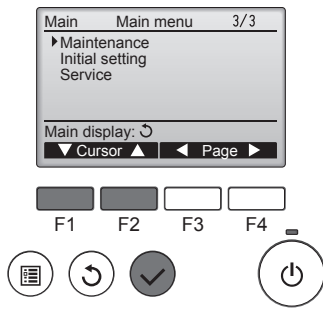 Main Main menu 3/3
Maintenance
Initial setting
Service
Main display:
Cursor Page
F1 F2 F3 F4